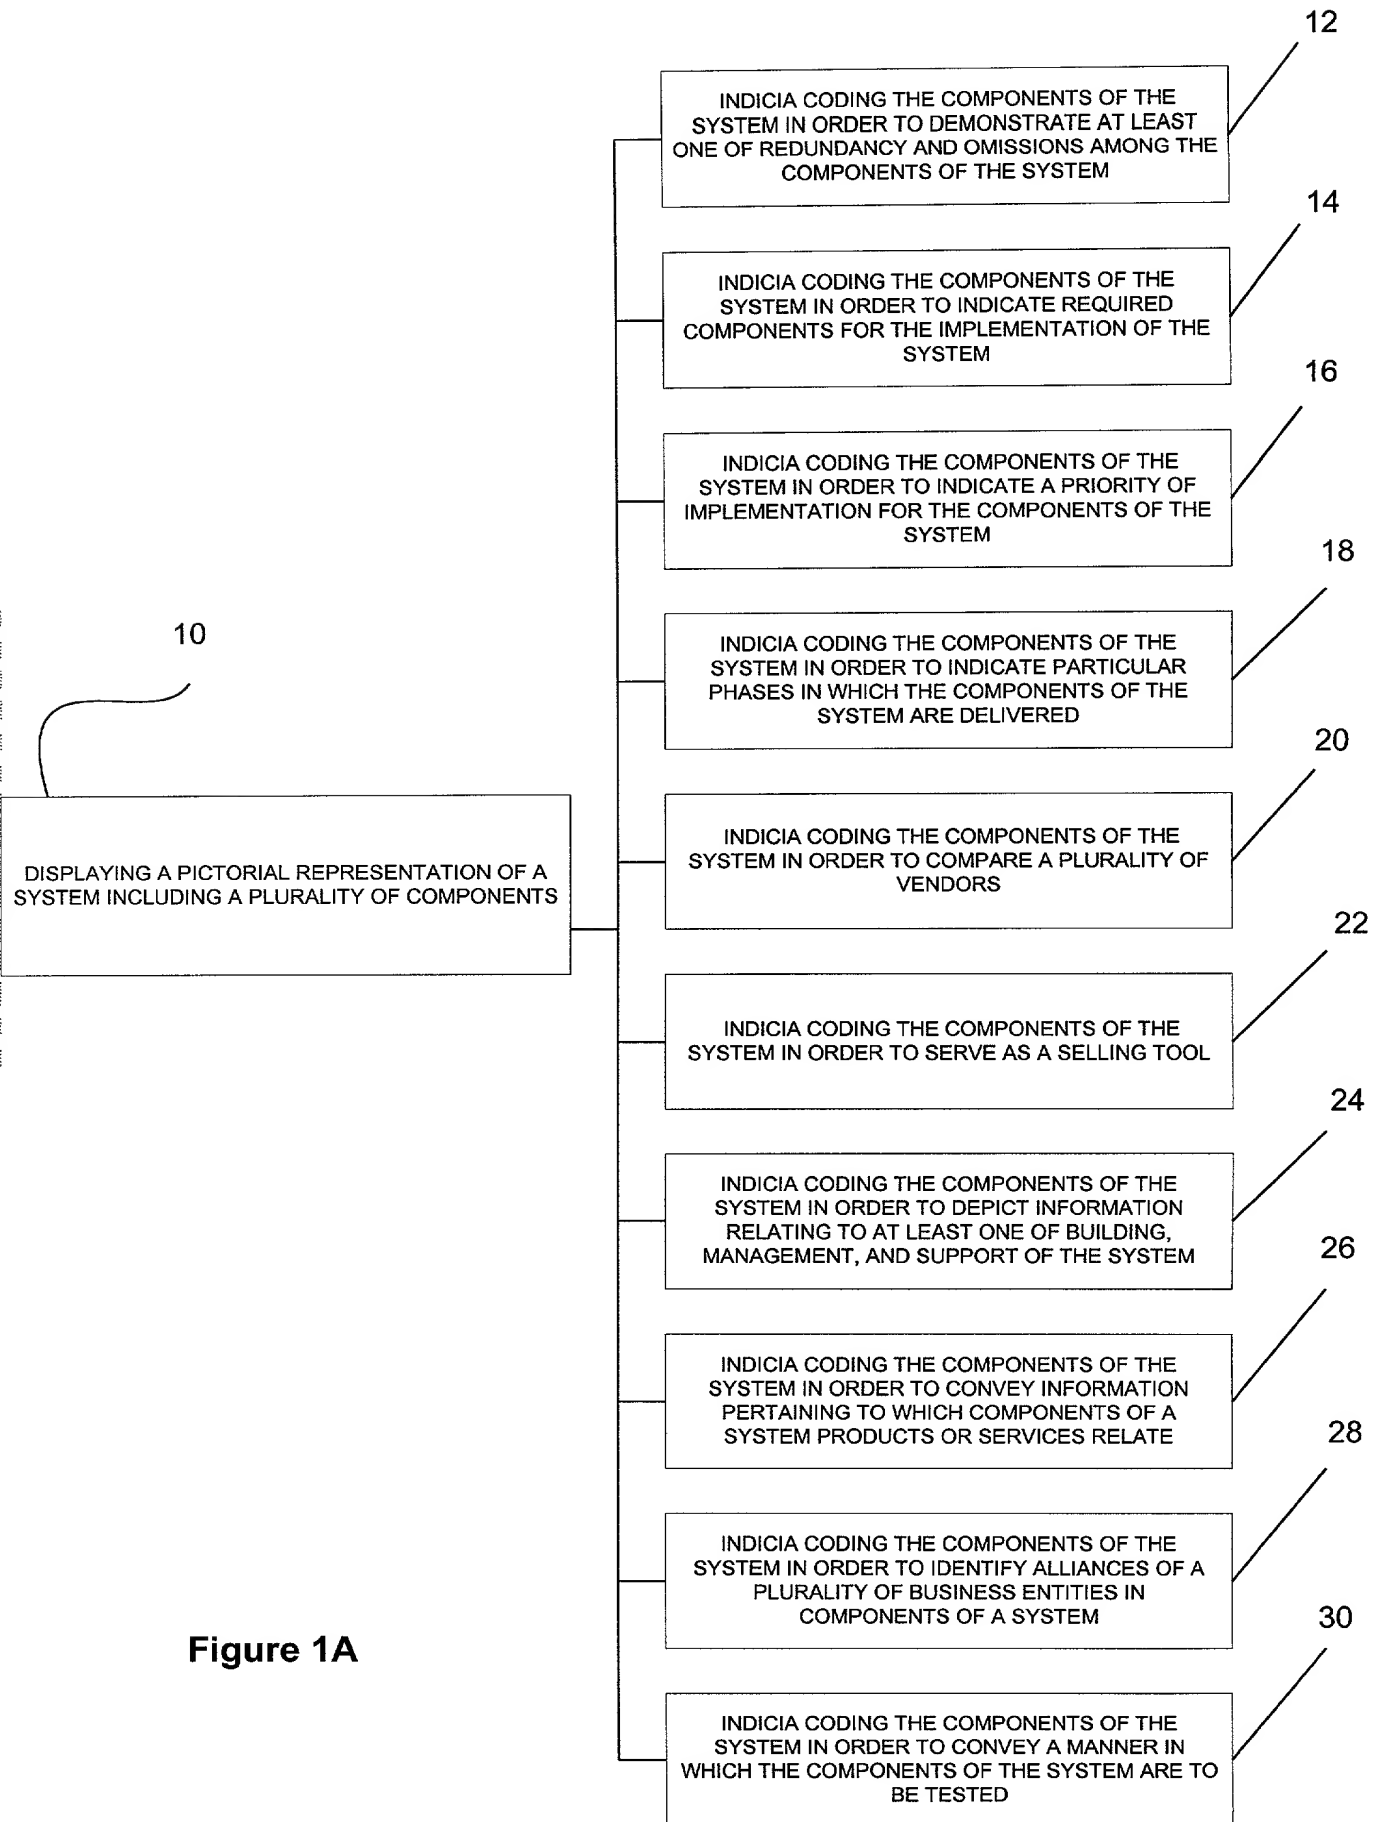 12
INDICIA CODING THE COMPONENTS OF THE
SYSTEM IN ORDER TO DEMONSTRATE AT LEAST
ONE OF REDUNDANCY AND OMISSIONS AMONG THE
COMPONENTS OF THE SYSTEM
14
INDICIA CODING THE COMPONENTS OF THE
SYSTEM IN ORDER TO INDICATE REQUIRED
COMPONENTS FOR THE IMPLEMENTATION OF THE
SYSTEM
16
INDICIA CODING THE COMPONENTS OF THE
SYSTEM IN ORDER TO INDICATE A PRIORITY OF
IMPLEMENTATION FOR THE COMPONENTS OF THE
SYSTEM
18
INDICIA CODING THE COMPONENTS OF THE
SYSTEM IN ORDER TO INDICATE PARTICULAR
PHASES IN WHICH THE COMPONENTS OF THE
SYSTEM ARE DELIVERED
10
DISPLAYING A PICTORIAL REPRESENTATION OF A
SYSTEM INCLUDING A PLURALITY OF COMPONENTS
20
INDICIA CODING THE COMPONENTS OF THE
SYSTEM IN ORDER TO COMPARE A PLURALITY OF
VENDORS
22
INDICIA CODING THE COMPONENTS OF THE
SYSTEM IN ORDER TO SERVE AS A SELLING TOOL
24
INDICIA CODING THE COMPONENTS OF THE
SYSTEM IN ORDER TO DEPICT INFORMATION
RELATING TO AT LEAST ONE OF BUILDING,
MANAGEMENT, AND SUPPORT OF THE SYSTEM
26
INDICIA CODING THE COMPONENTS OF THE
SYSTEM IN ORDER TO CONVEY INFORMATION
PERTAINING TO WHICH COMPONENTS OF A
SYSTEM PRODUCTS OR SERVICES RELATE
28
INDICIA CODING THE COMPONENTS OF THE
SYSTEM IN ORDER TO IDENTIFY ALLIANCES OF A
PLURALITY OF BUSINESS ENTITIES IN
COMPONENTS OF A SYSTEM
30
INDICIA CODING THE COMPONENTS OF THE
SYSTEM IN ORDER TO CONVEY A MANNER IN
WHICH THE COMPONENTS OF THE SYSTEM ARE TO
BE TESTED
Figure 1A